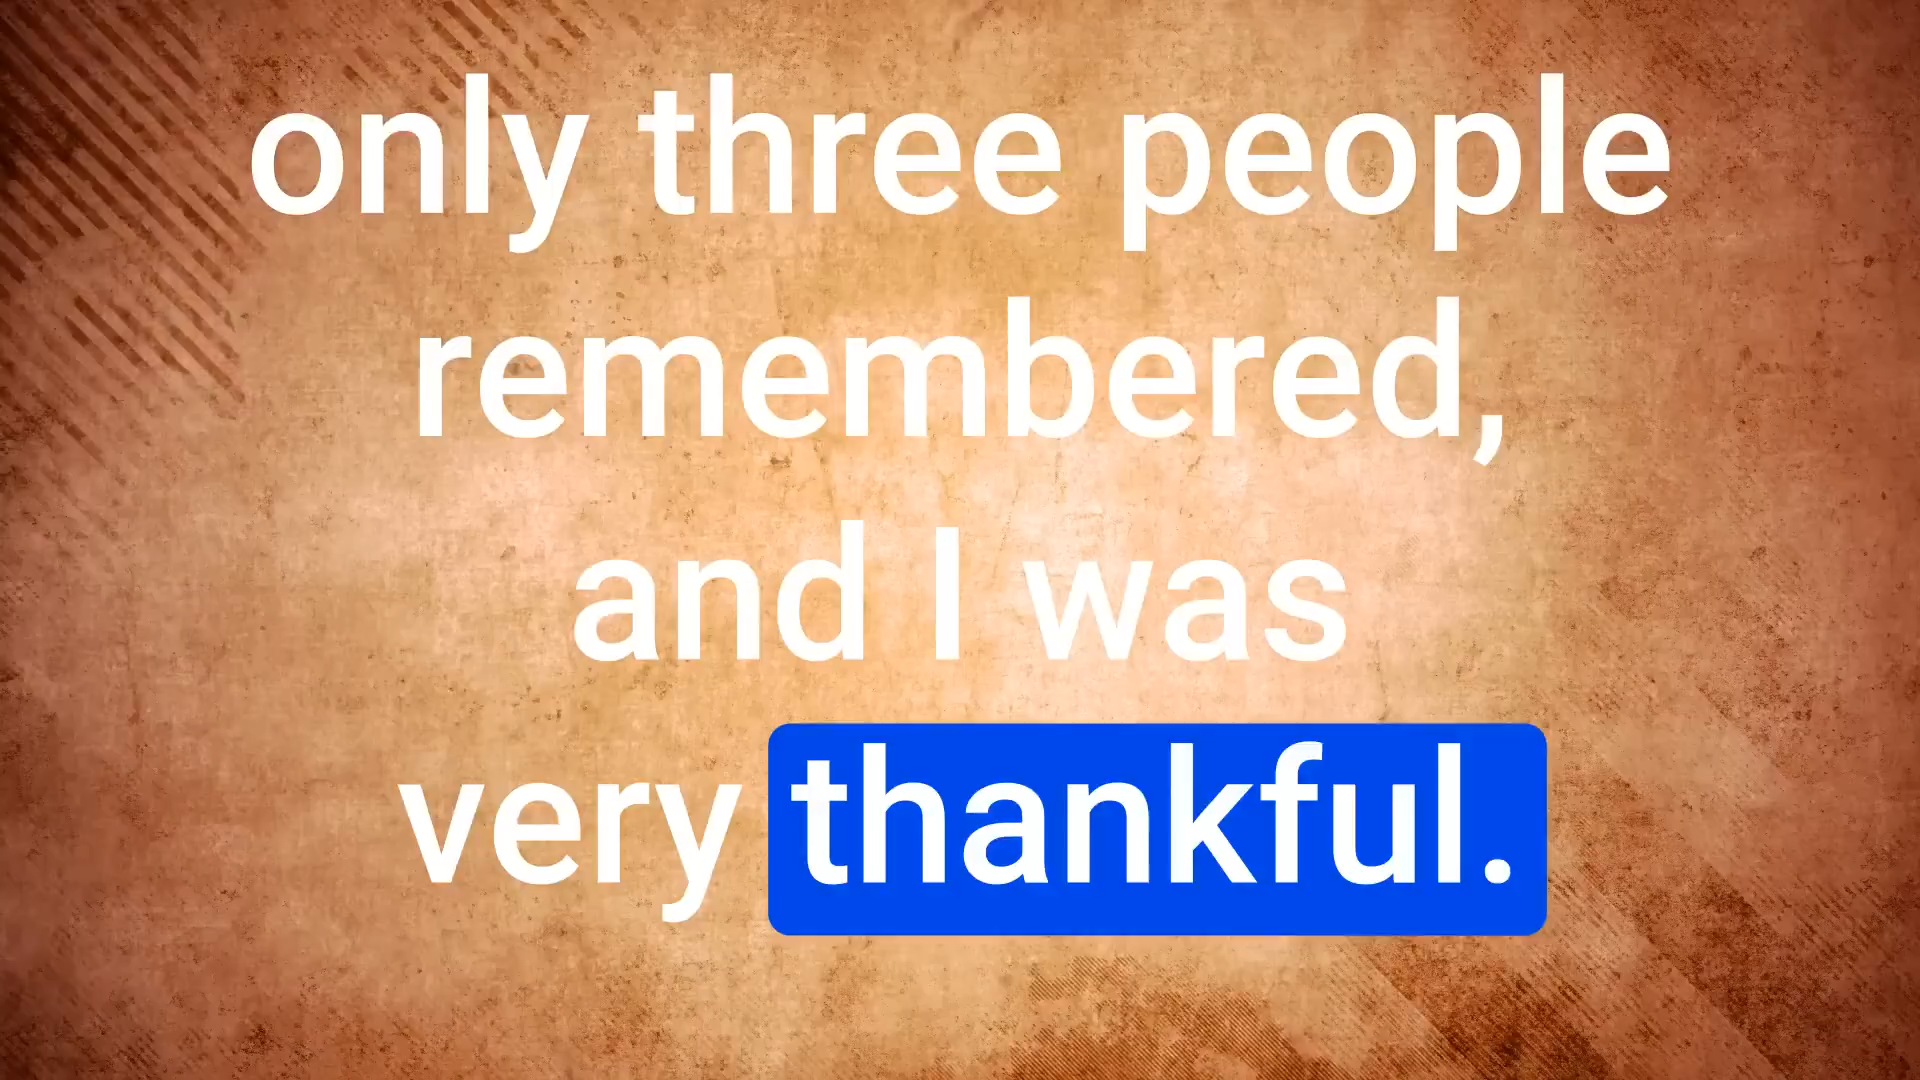 only three people
remembered,
and I was
very thankful.